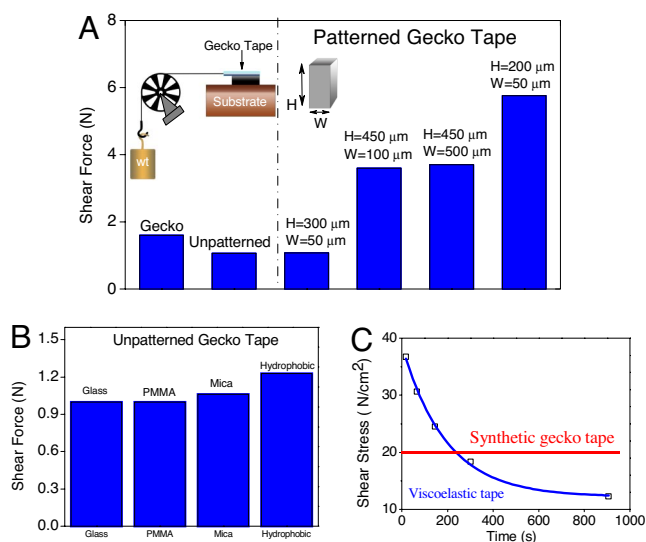 A
Patterned Gecko Tape
Gecko Tape
Substrate
wt
H
W
H=200 μm
W=50 μm
H=450 μm
W=100 μm
H=450 μm
W=500 μm
H=300 μm
W=50 μm
Gecko
Unpatterned
Shear Force (N)
8
6
4
2
0
B
Unpatterned Gecko Tape
Glass
PMMA
Mica
Hydrophobic
Shear Force (N)
1.5
1.2
0.9
0.6
0.3
0.0
Glass
PMMA
Mica
Hydrophobic
C
Shear Stress ( N/cm²)
40
30
20
10
Synthetic gecko tape
Viscoelastic tape
0
200
400
600
800
1000
Time (s)